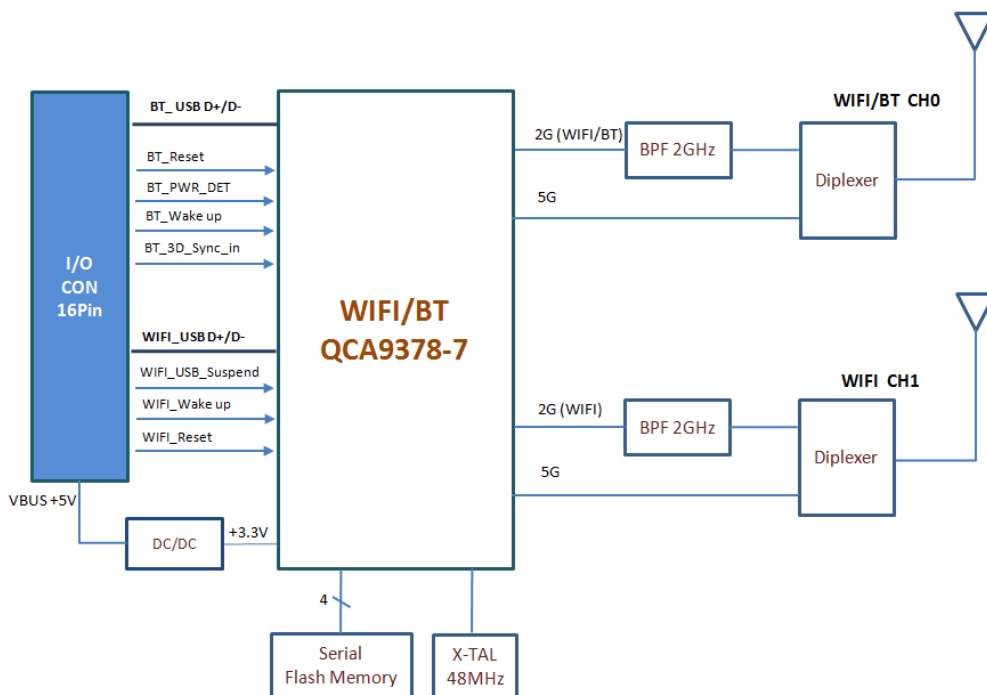 I/O
CON
16Pin
BT_ USB D+/D-
BT_Reset
BT_PWR_DET
BT_Wake up
BT_3D_Sync_in
WIFI_USB D+/D-
WIFI_USB_Suspend
WIFI_Wake up
WIFI_Reset
VBUS +5V
DC/DC
+3.3V
WIFI/BT
QCA9378-7
4
Serial
Flash Memory
X-TAL
48MHz
2G (WIFI/BT)
BPF 2GHz
5G
WIFI/BT CH0
Diplexer
2G (WIFI)
BPF 2GHz
5G
WIFI CH1
Diplexer